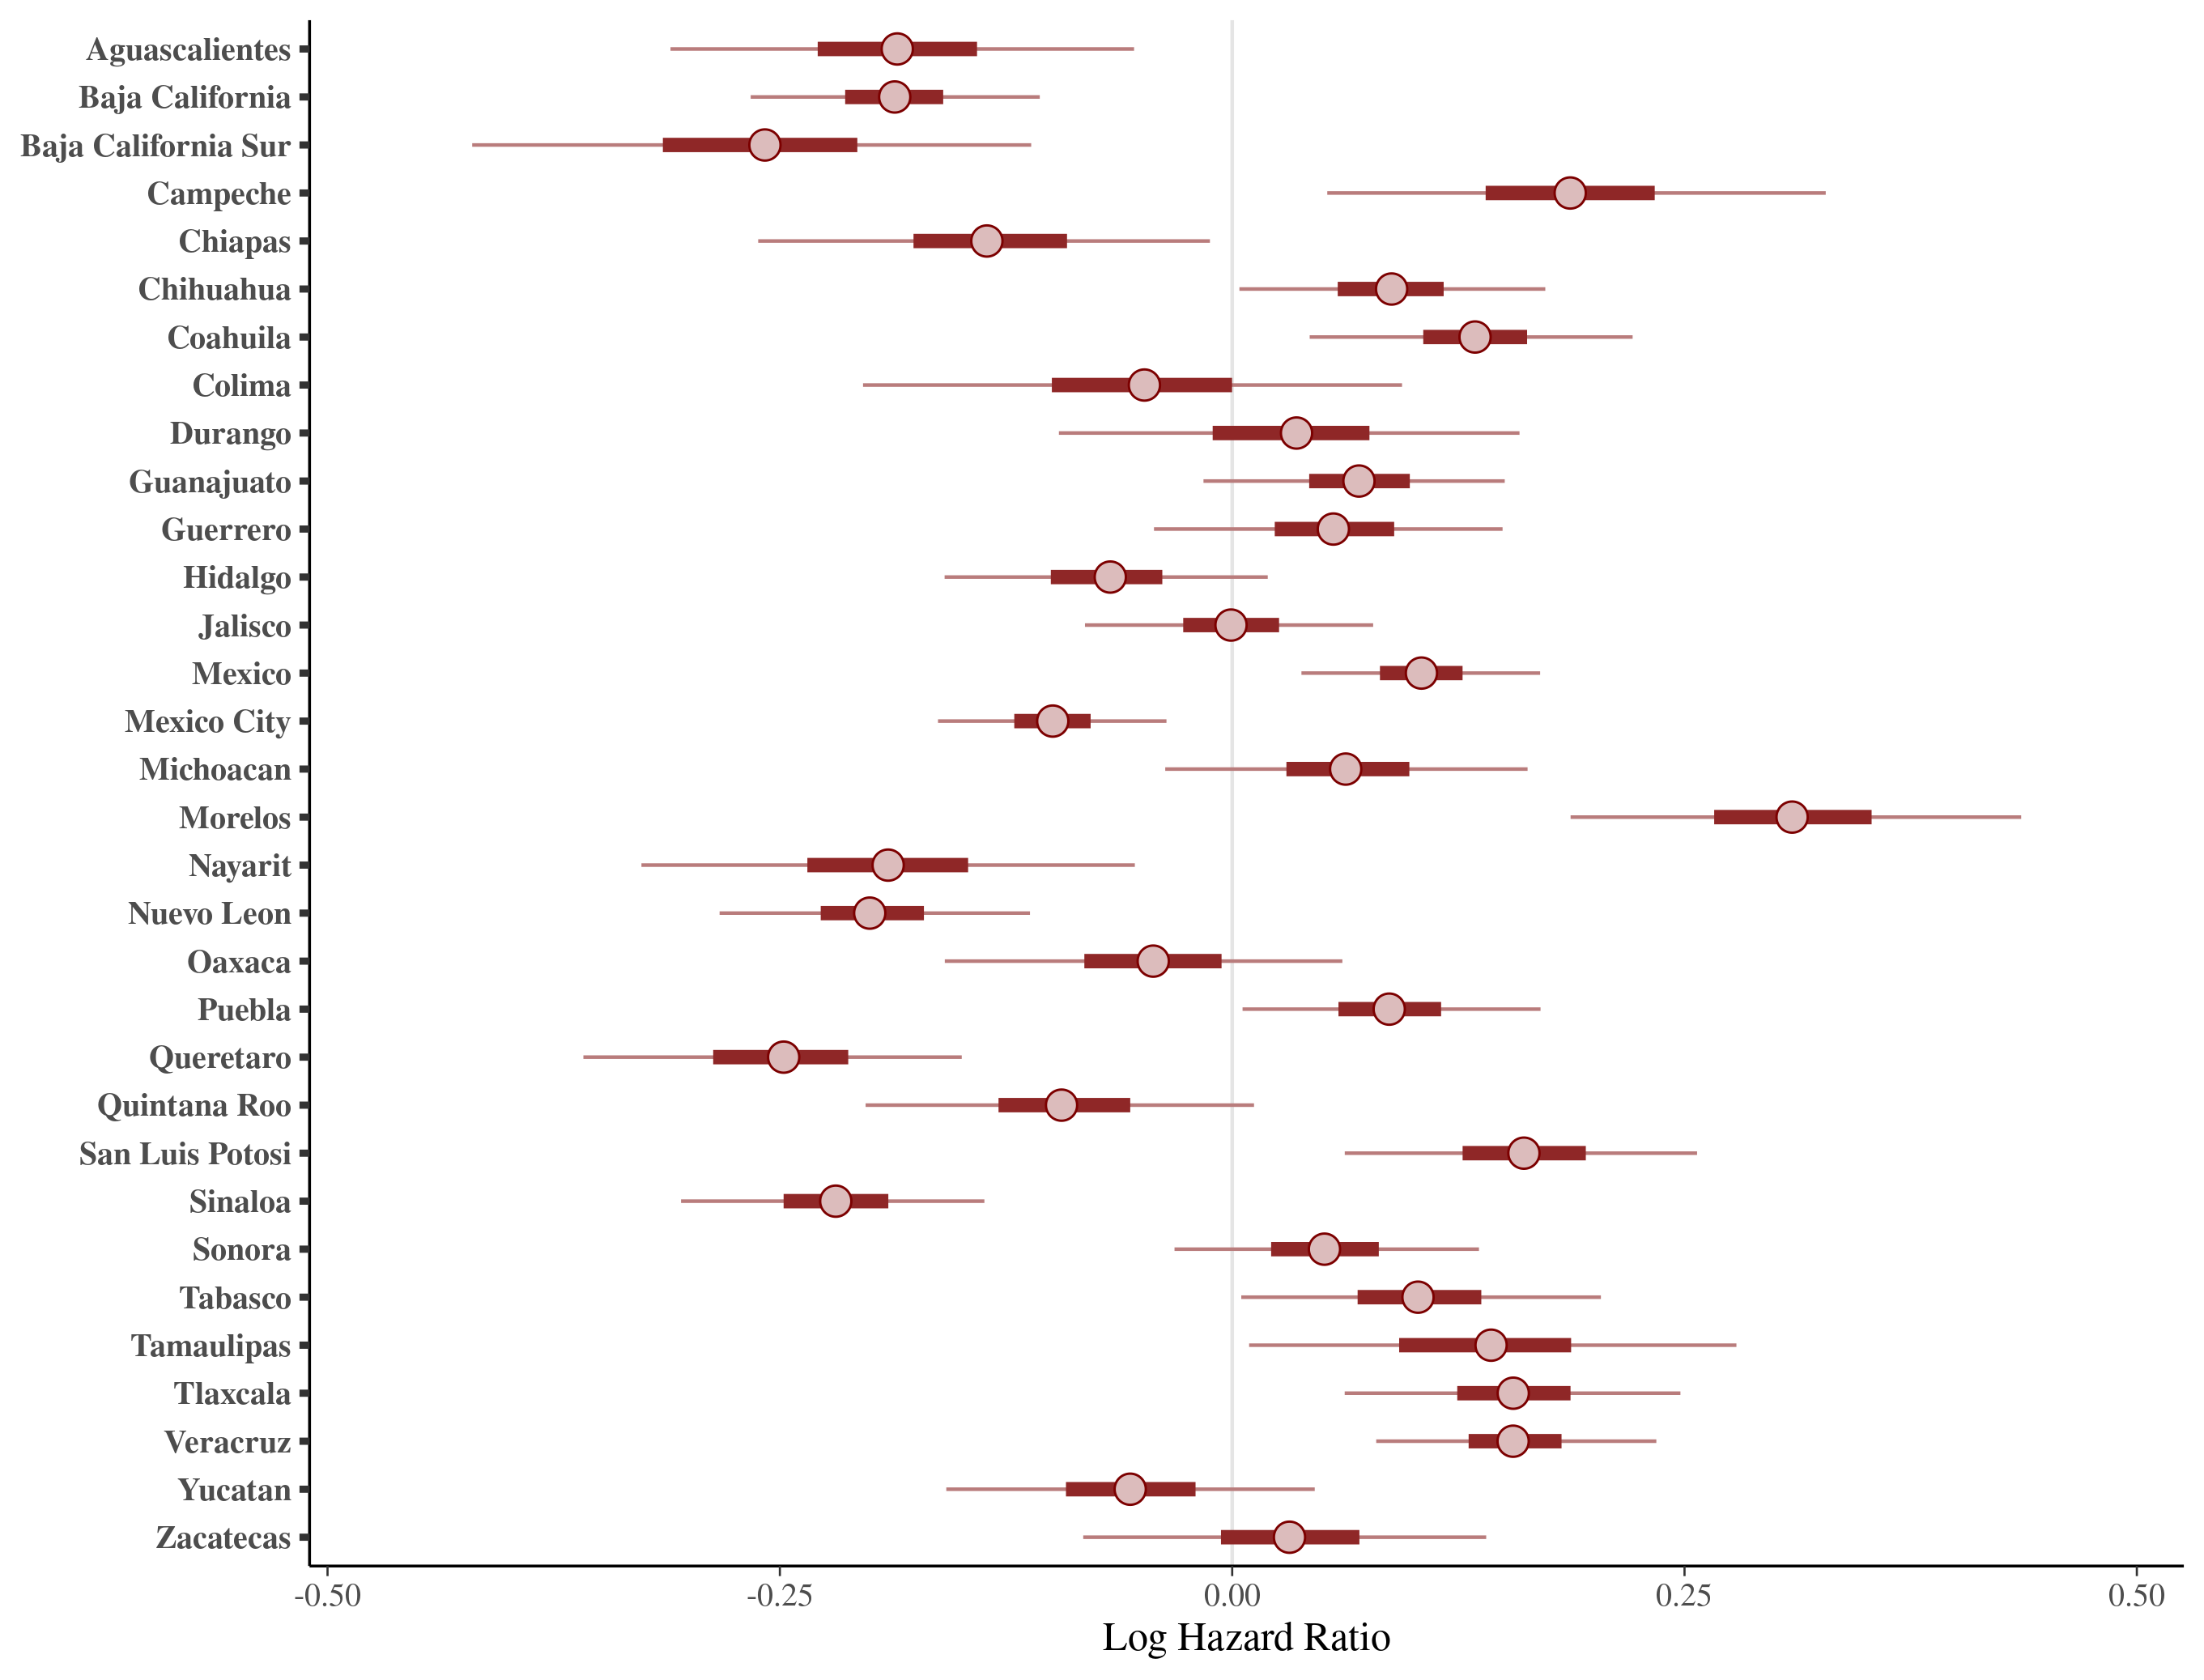 Aguascalientes
Baja California
Baja California Sur
Campeche
Chiapas
Chihuahua
Coahuila
Colima
Durango
Guanajuato
Guerrero
Hidalgo
Jalisco
Mexico
Mexico City
Michoacan
Morelos
Nayarit
Nuevo Leon
Oaxaca
Puebla
Queretaro
Quintana Roo
San Luis Potosi
Sinaloa
Sonora
Tabasco
Tamaulipas
Tlaxcala
Veracruz
Yucatan
Zacatecas
-0.50 -0.25 0.00 0.25 0.50
Log Hazard Ratio